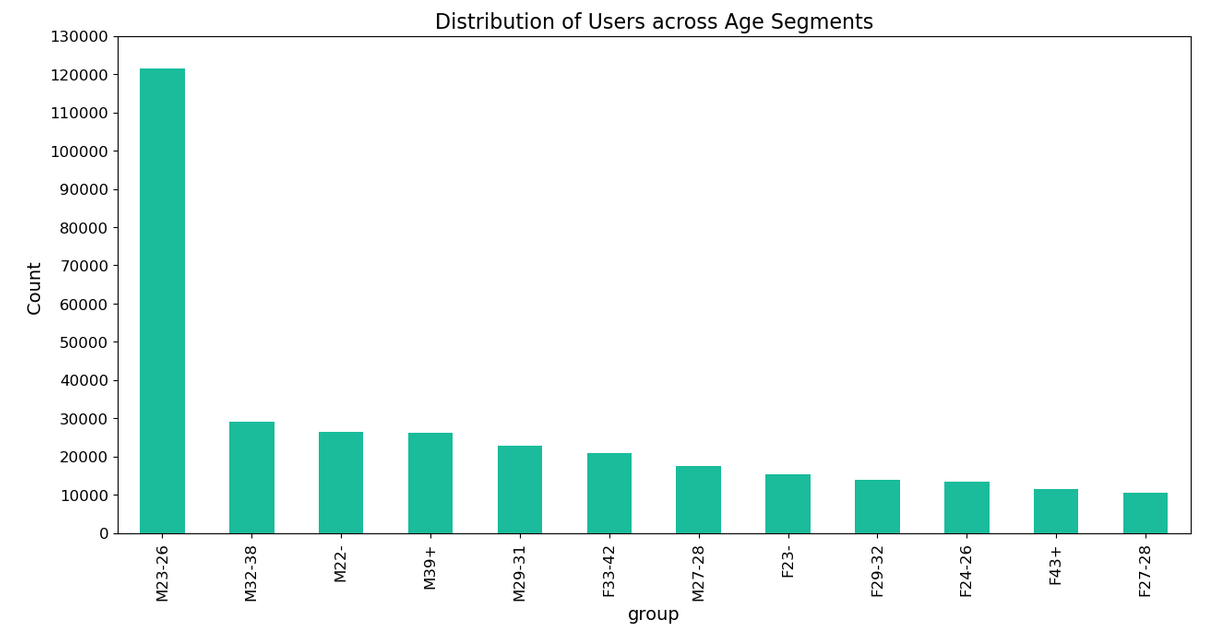 Distribution of Users across Age Segments
130000
120000
110000
100000
90000
80000
70000
60000
50000
40000
30000
20000
10000
0
Count
M23-26
M32-38
M22-
M39+
M29-31
F33-42
M27-28
F23-
F29-32
F24-26
F43+
F27-28
group